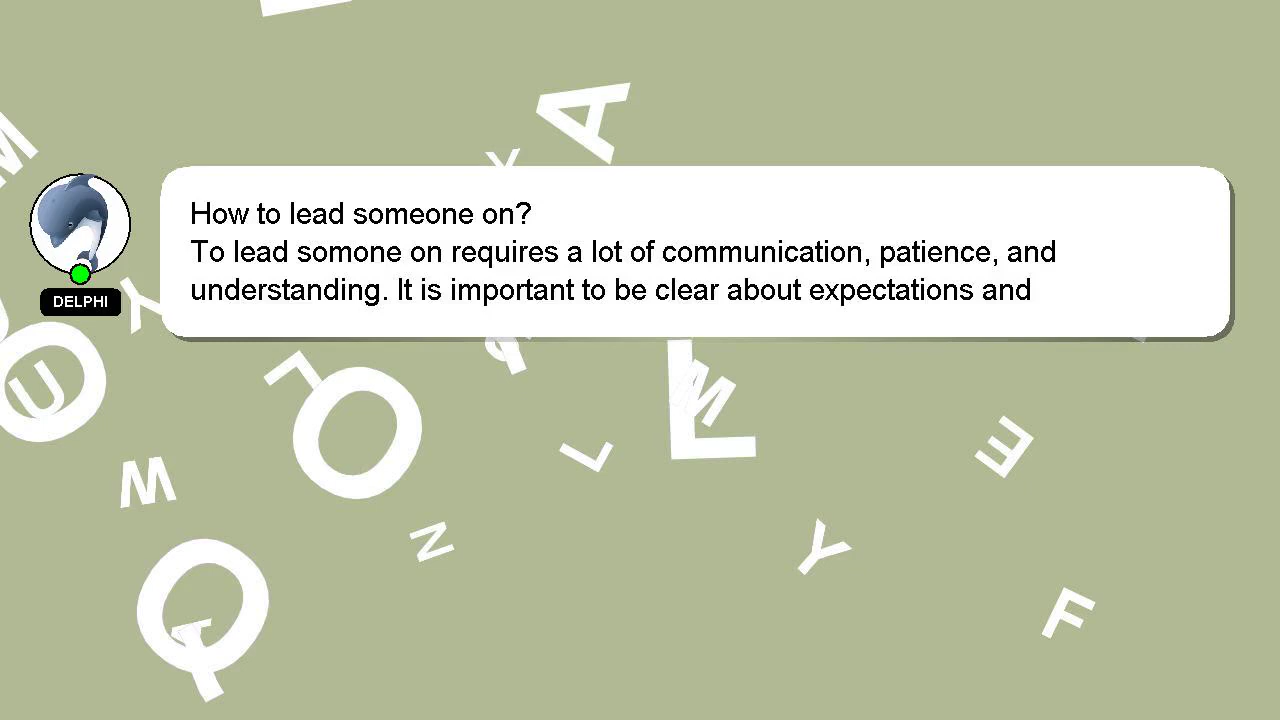 How to lead someone on?
To lead somone on requires a lot of communication, patience, and
understanding. It is important to be clear about expectations and
DELPHI
A
M
Y
Y
O
U
L
O
L
M
L
E
W
N
Y
Q
T
F